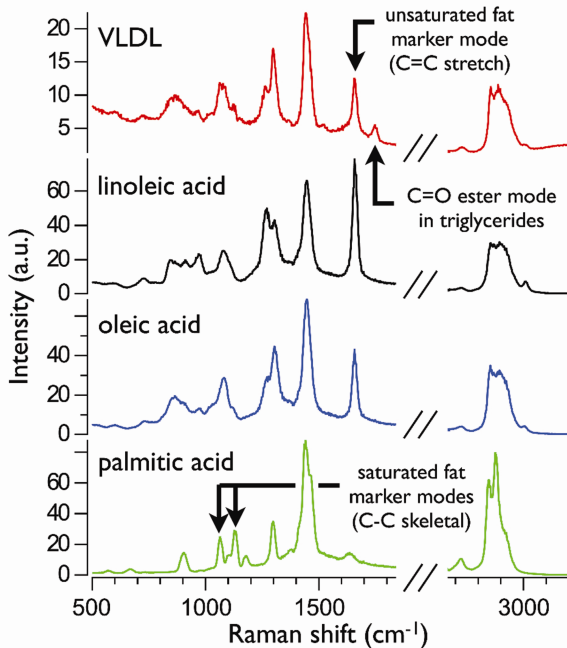 VLDL
unsaturated fat
marker mode
(C=C stretch)
20
15
10
5
C=O ester mode
in triglycerides
linoleic acid
60
40
20
0
oleic acid
40
20
0
palmitic acid
saturated fat
marker modes
(C-C skeletal)
60
40
20
0
Intensity (a.u.)
500
1000
1500
3000
Raman shift (cm⁻¹)